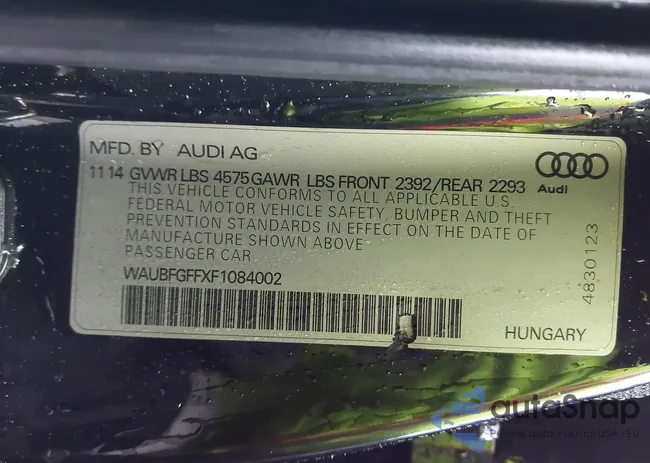 MFD. BY AUDI AG
Audi
11 14 GVWR LBS 4575 GAWR LBS FRONT 2392/REAR 2293
THIS VEHICLE CONFORMS TO ALL APPLICABLE U.S.
FEDERAL MOTOR VEHICLE SAFETY, BUMPER AND THEFT
PREVENTION STANDARDS IN EFFECT ON THE DATE OF
MANUFACTURE SHOWN ABOVE
PASSENGER CAR
WAUBFGFFXF1084002
4830123
HUNGARY
autoSnap